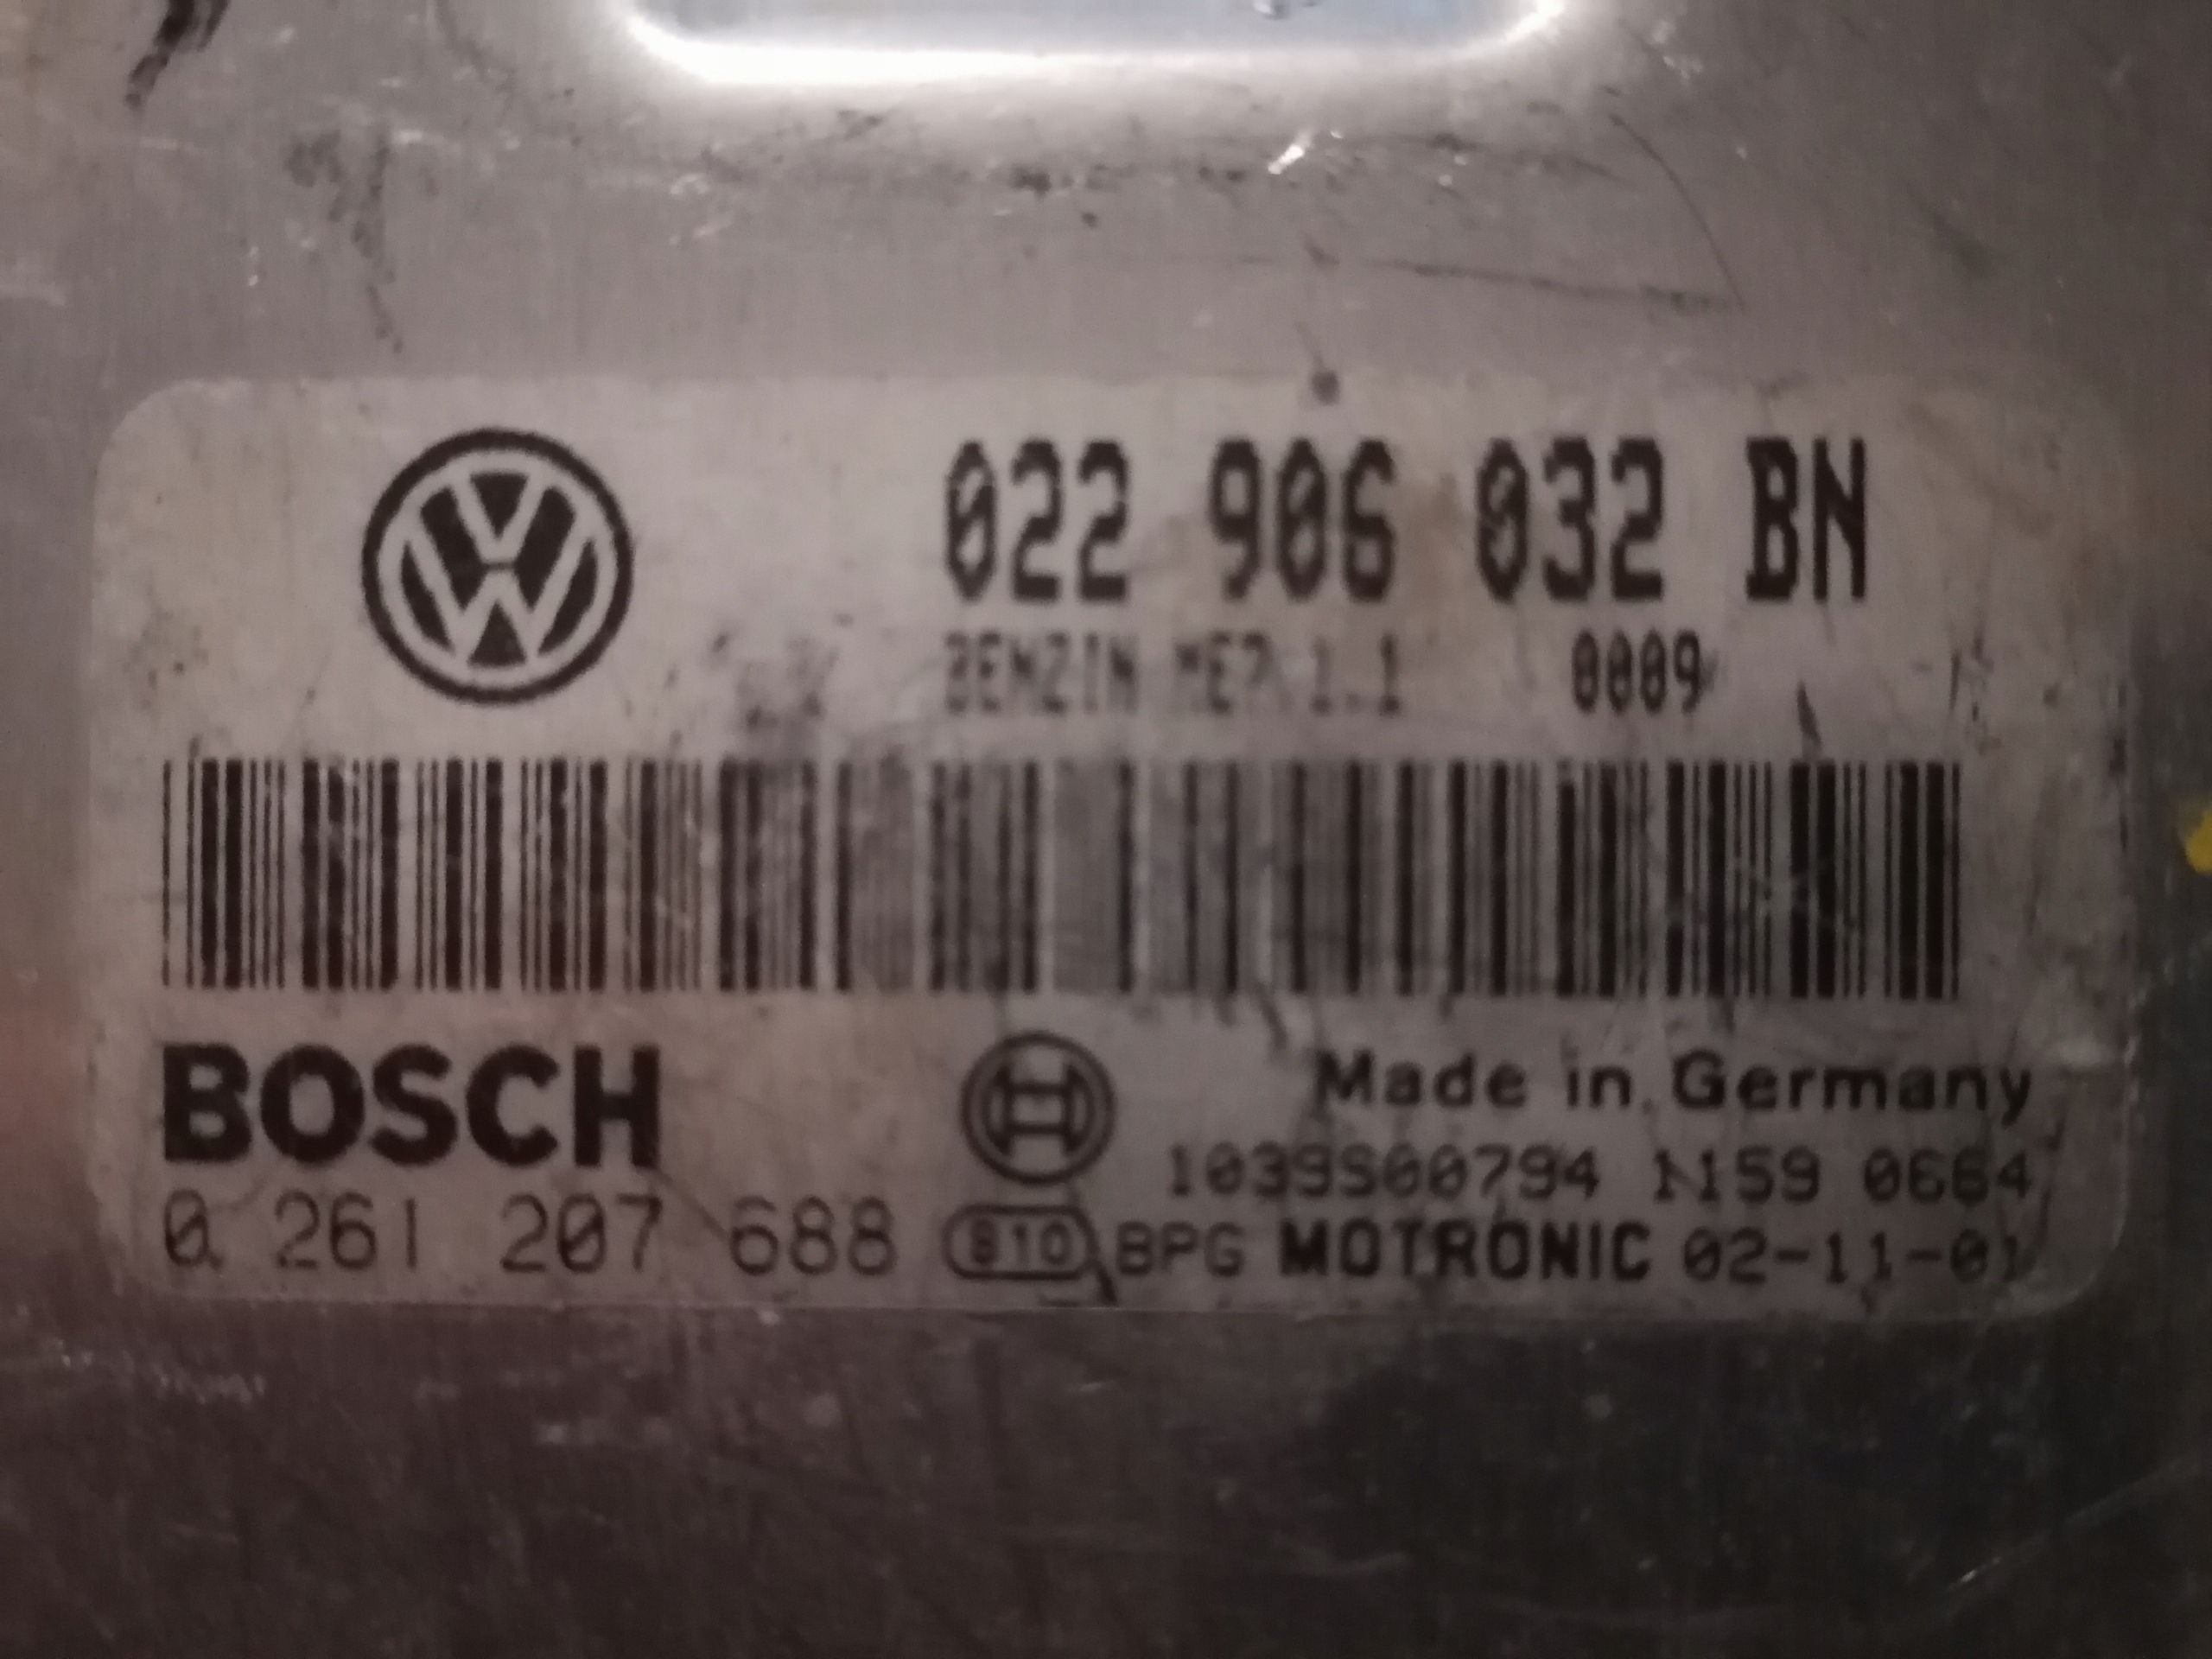 022 906 032 BN
BENZIN ME7.1.1 0009
BOSCH
Made in Germany
1039S00794 1159 0664
0 261 207 688 810 BPG MOTRONIC 02-11-01